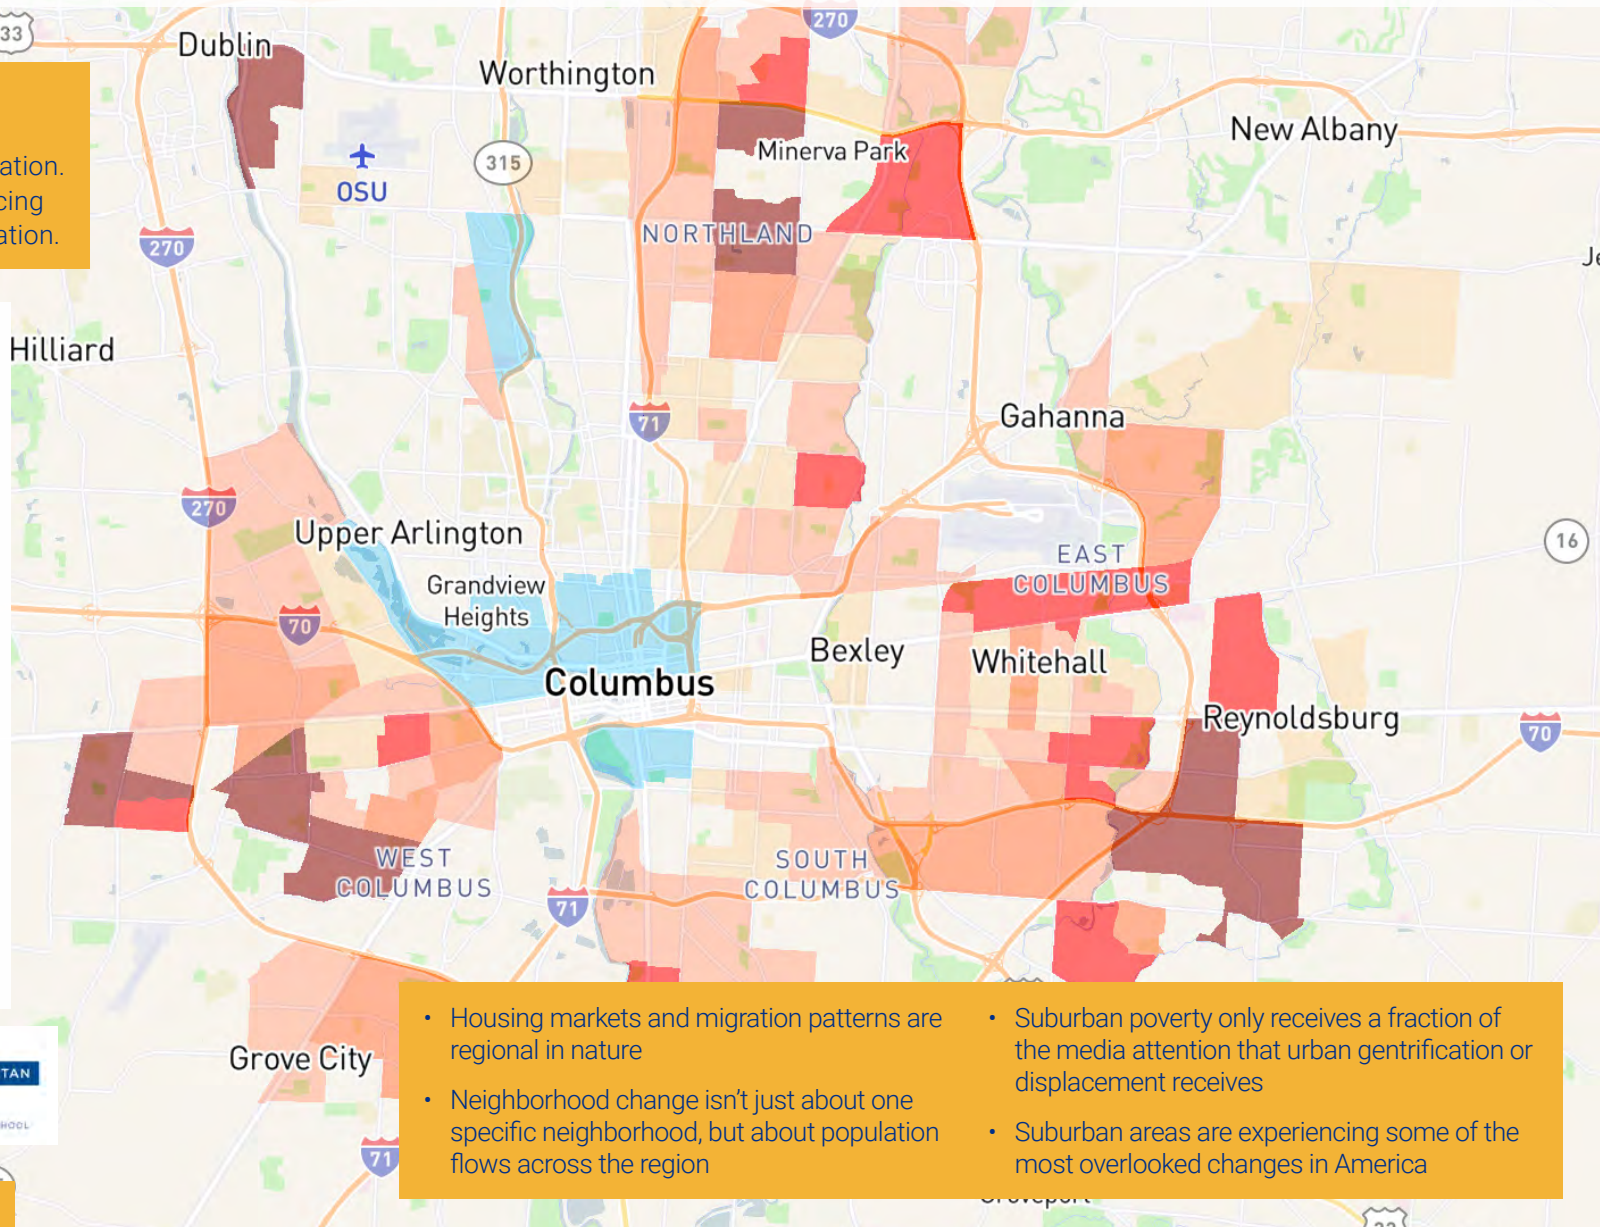 33
Dublin
270
Worthington
ation.
cing
ation.
OSU
315
Minerva Park
New Albany
270
NORTHLAND
Je
Hilliard
71
Gahanna
270
Upper Arlington
16
EAST
COLUMBUS
Grandview
Heights
70
Bexley
Whitehall
Columbus
Reynoldsburg
70
WEST
COLUMBUS
SOUTH
COLUMBUS
71
Grove City
TAN
HOOL
71
• Housing markets and migration patterns are
regional in nature
• Neighborhood change isn’t just about one
specific neighborhood, but about population
flows across the region
• Suburban poverty only receives a fraction of
the media attention that urban gentrification or
displacement receives
• Suburban areas are experiencing some of the
most overlooked changes in America